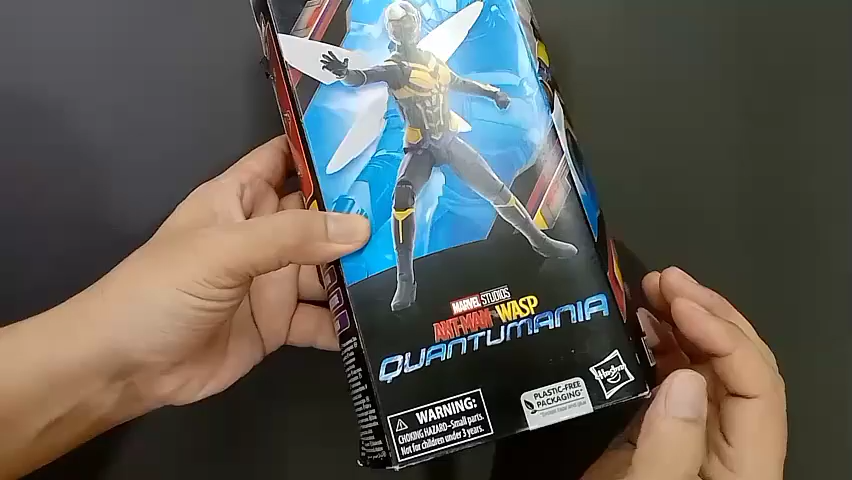 MARVEL STUDIOS
ANT-MAN AND THE WASP
QUANTUMANIA
WARNING:
CHOKING HAZARD–Small parts.
Not for children under 3 years.
PLASTIC-FREE
PACKAGING*
Hasbro